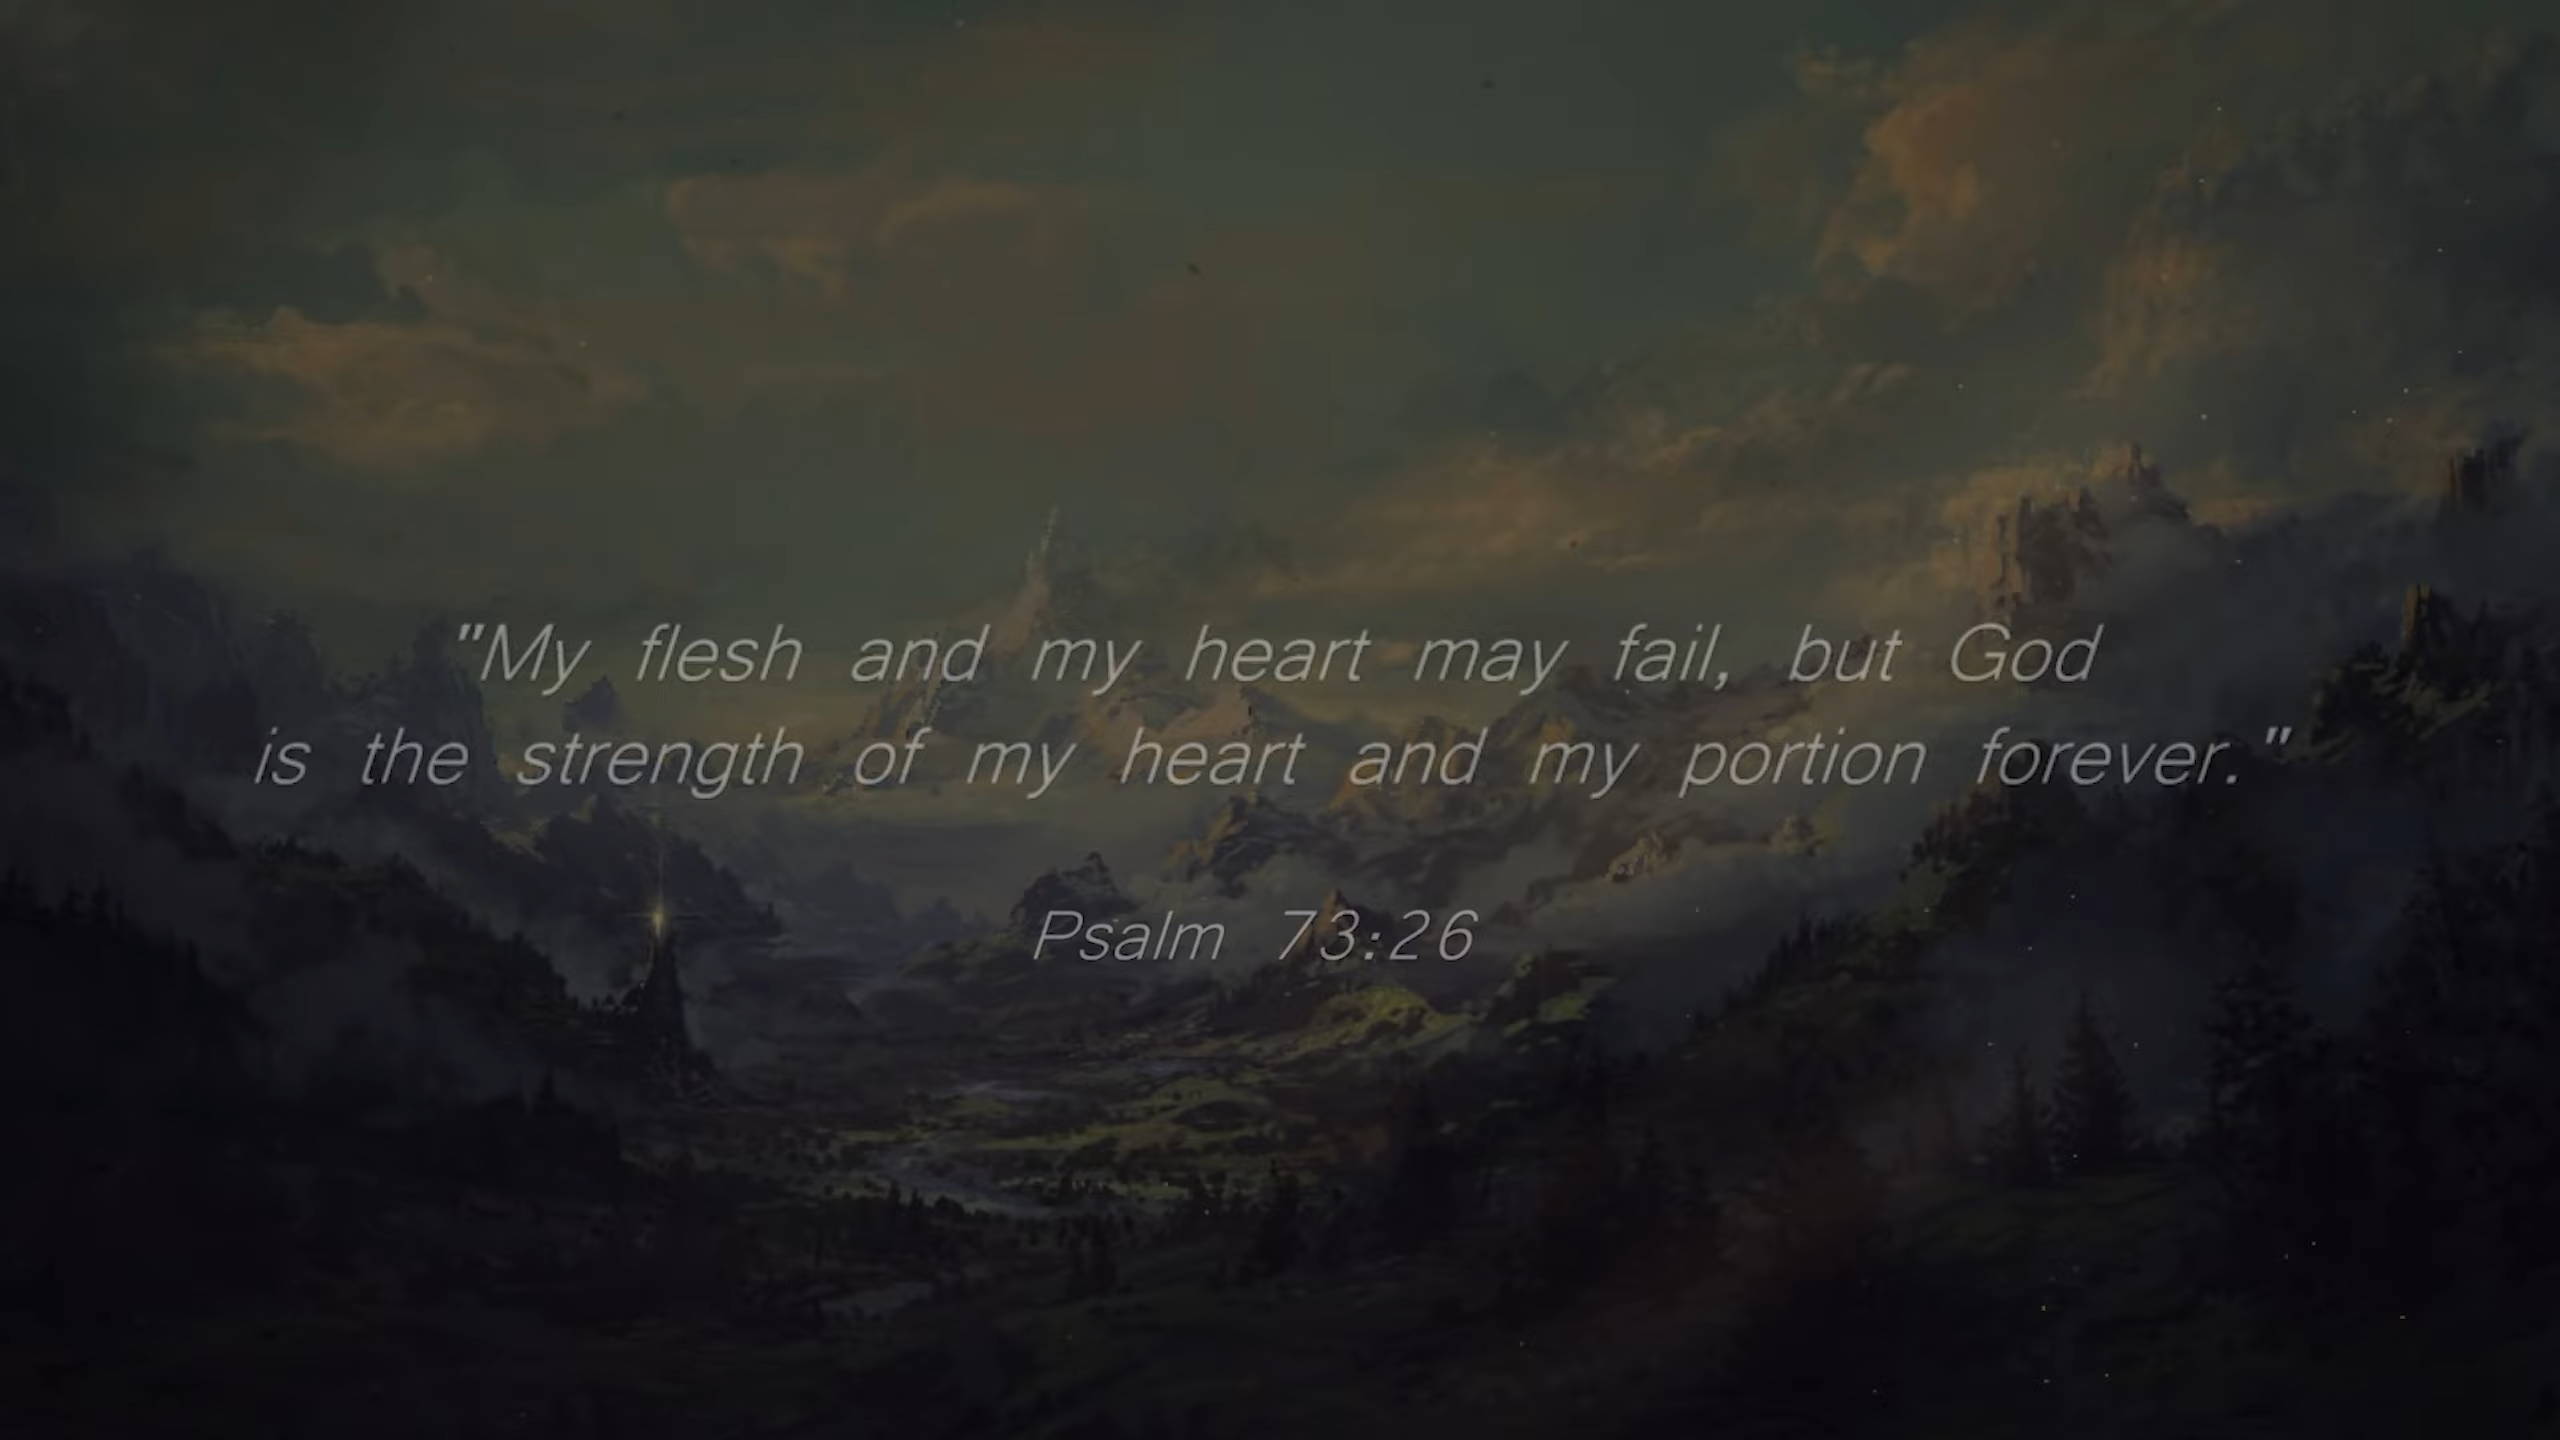 "My flesh and my heart may fail, but God
is the strength of my heart and my portion forever."
Psalm 73:26